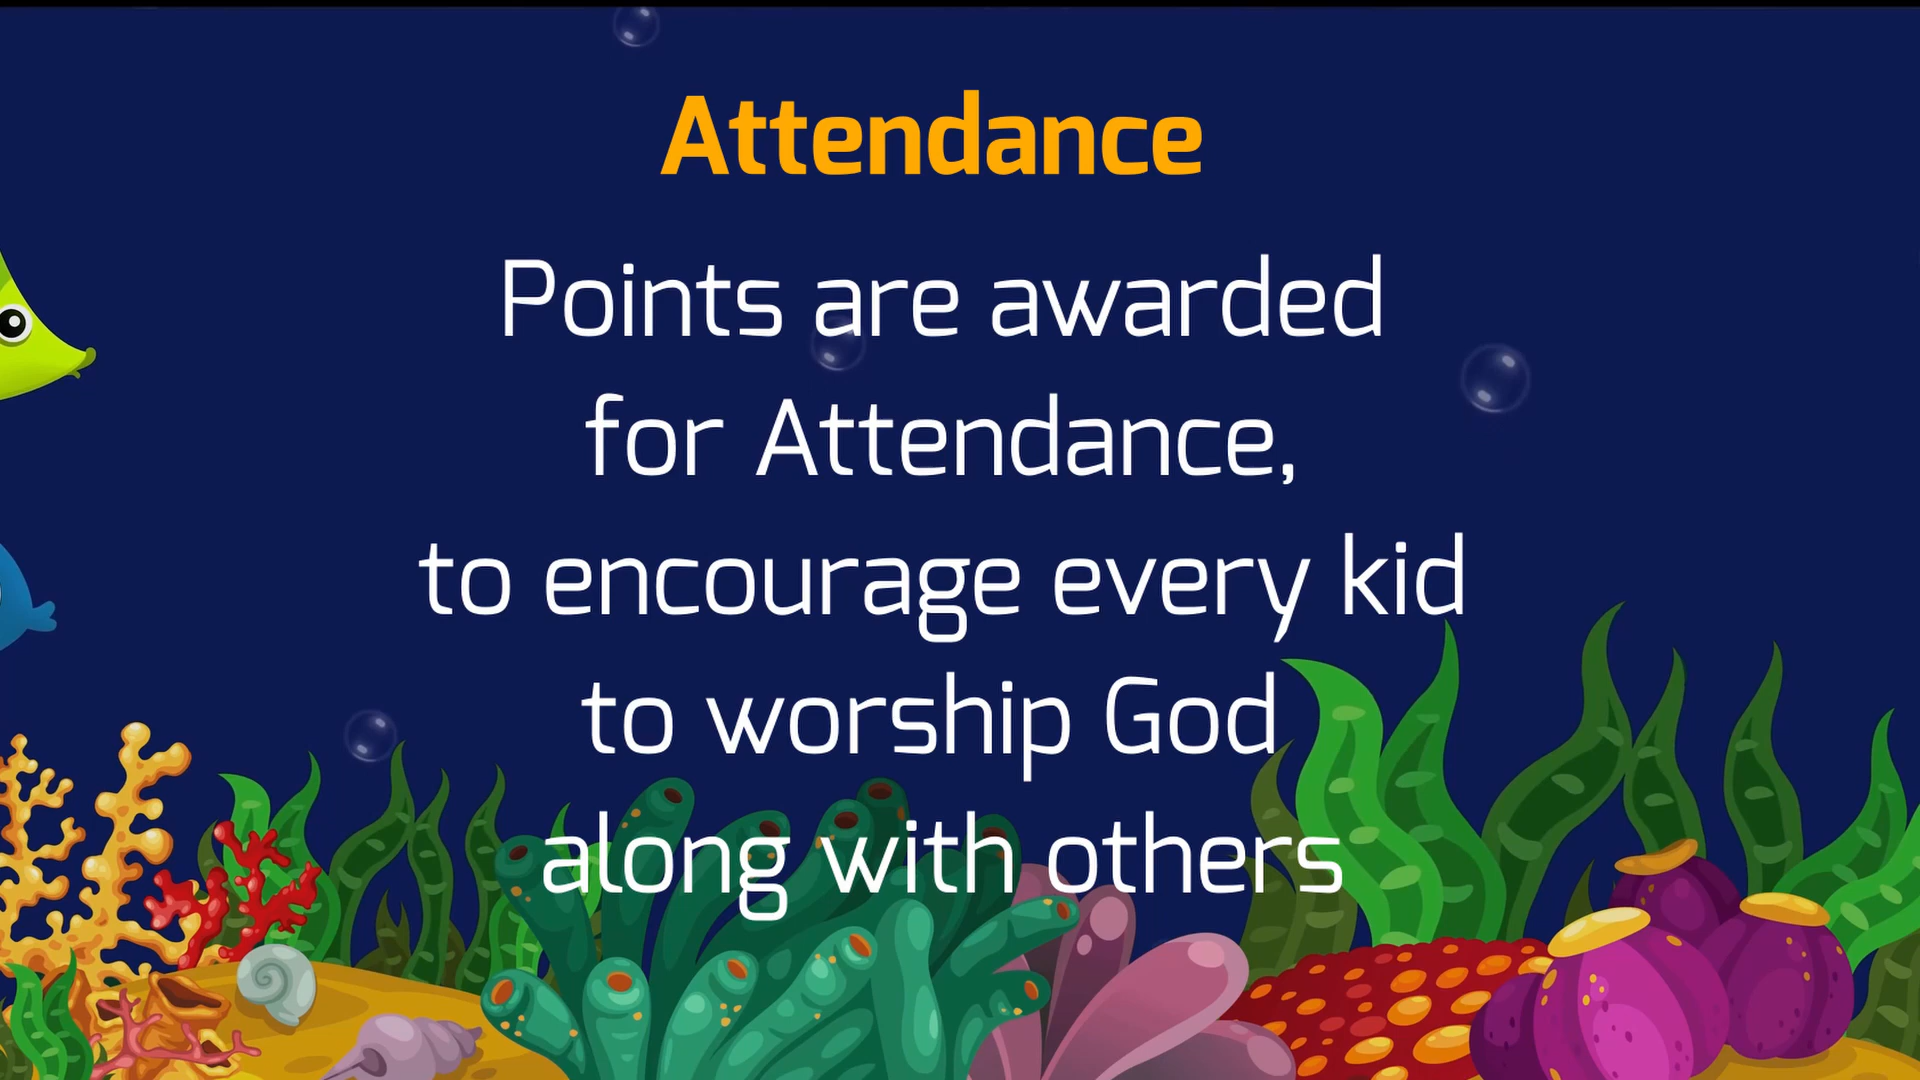 Attendance
Points are awarded
for Attendance,
to encourage every kid
to worship God
along with others